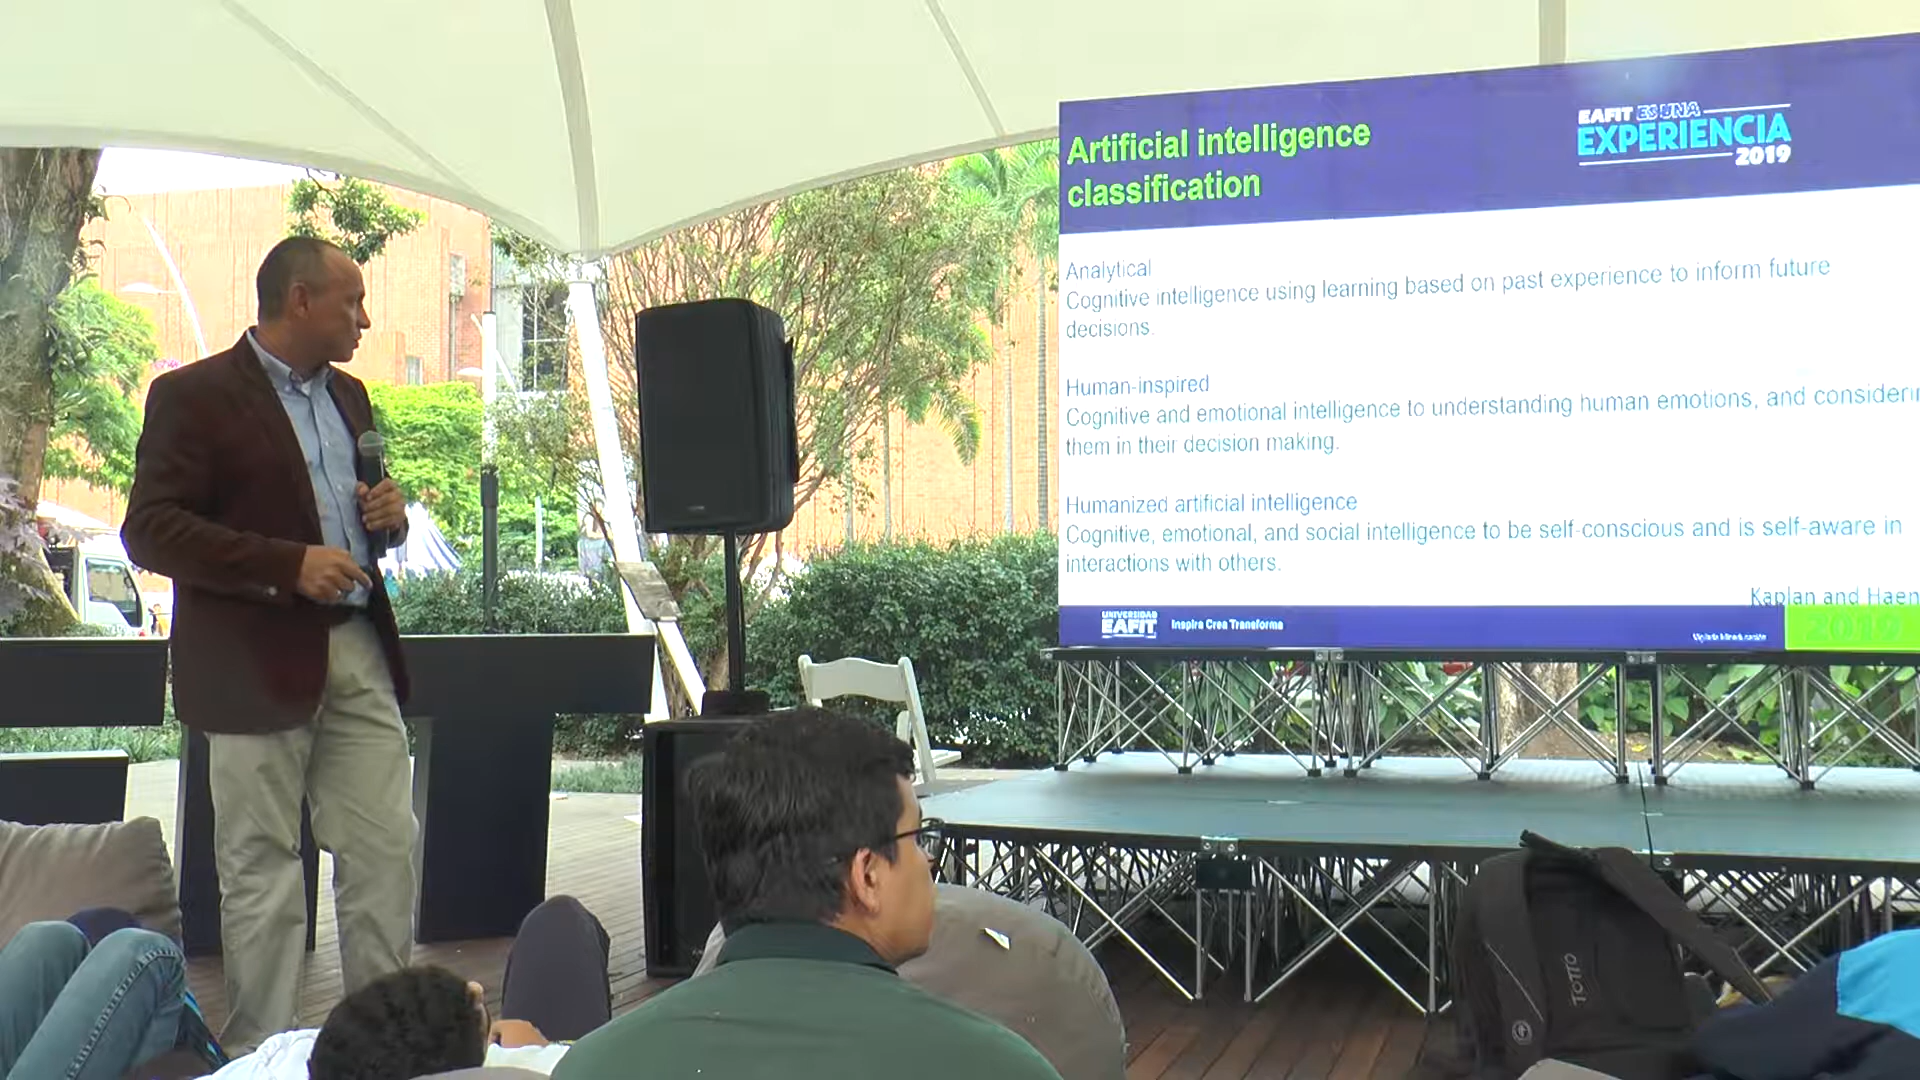 Artificial intelligence
classification
EAFIT ES UNA
EXPERIENCIA
2019
Analytical
Cognitive intelligence using learning based on past experience to inform future
decisions.
Human-inspired
Cognitive and emotional intelligence to understanding human emotions, and considerin
them in their decision making.
Humanized artificial intelligence
Cognitive, emotional, and social intelligence to be self-conscious and is self-aware in
interactions with others.
Kaplan and Haen
UNIVERSIDAD
EAFIT
Inspira Crea Transforma
2019
TOTTO